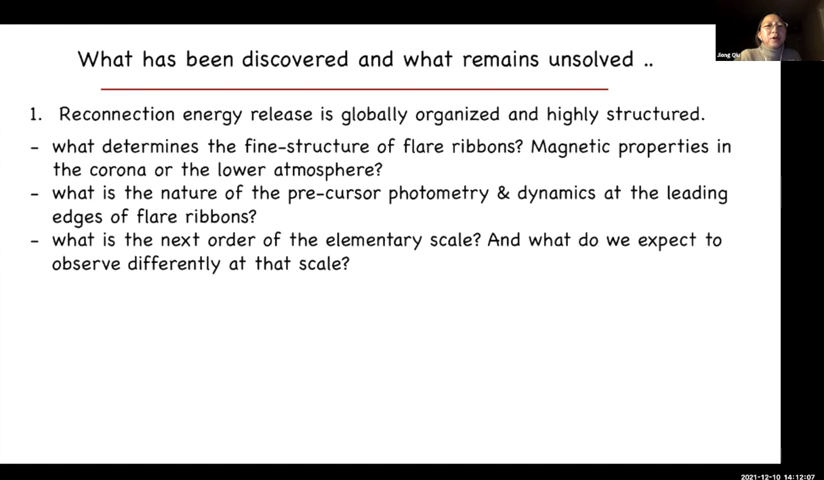 What has been discovered and what remains unsolved ..
Jiong Qiu
1. Reconnection energy release is globally organized and highly structured.
- what determines the fine-structure of flare ribbons? Magnetic properties in
the corona or the lower atmosphere?
- what is the nature of the pre-cursor photometry & dynamics at the leading
edges of flare ribbons?
- what is the next order of the elementary scale? And what do we expect to
observe differently at that scale?
2021-12-10 14:12:07